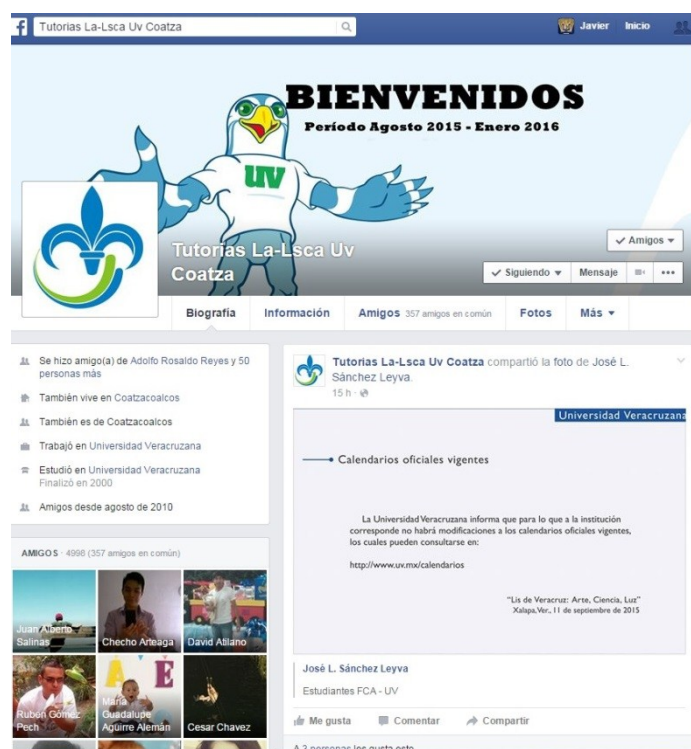 Tutorias La-Lsca Uv Coatza
Javier
Inicio
BIENVENIDOS
Período Agosto 2015 - Enero 2016
UV
Tutorias La-Lsca Uv
Coatza
Amigos
Siguiendo
Mensaje
Biografía
Información
Amigos 357 amigos en común
Fotos
Más
Se hizo amigo(a) de Adolfo Rosaldo Reyes y 50
personas más
También vive en Coatzacoalcos
También es de Coatzacoalcos
Trabajó en Universidad Veracruzana
Estudió en Universidad Veracruzana
Finalizó en 2000
Amigos desde agosto de 2010
AMIGOS · 4998 (357 amigos en común)
Juan Alberto
Salinas
Checho Arteaga
David Atilano
Rubén Gómez
Pech
María
Guadalupe
Aguirre Alemán
Cesar Chavez
Tutorias La-Lsca Uv Coatza compartió la foto de José L.
Sánchez Leyva.
15 h ·
Universidad Veracruzana
Calendarios oficiales vigentes
La Universidad Veracruzana informa que para lo que a la institución
corresponde no habrá modificaciones a los calendarios oficiales vigentes,
los cuales pueden consultarse en:
http://www.uv.mx/calendarios
"Lis de Veracruz: Arte, Ciencia, Luz"
Xalapa, Ver., 11 de septiembre de 2015
José L. Sánchez Leyva
Estudiantes FCA - UV
Me gusta
Comentar
Compartir
A 3 personas les gusta esto